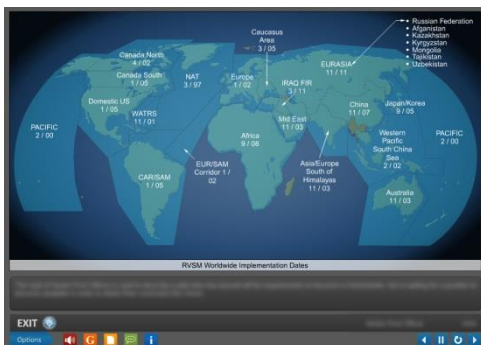 Caucasus
Area
3 / 05
Russian Federation
Afganistan
Kazakhstan
Kyrgyzstan
Mongolia
Tajikistan
Uzbekistan
Canada North
4 / 02
EURASIA
11 / 11
Canada South
1 / 05
NAT
3 / 97
Europe
1 / 02
IRAQ FIR
3 / 11
Domestic US
1 / 05
China
11 / 07
Japan/Korea
9 / 05
WATRS
11 / 01
Mid East
11 / 03
PACIFIC
2 / 00
Africa
9 / 08
Western
Pacific
South China
Sea
2 / 02
PACIFIC
2 / 00
EUR/SAM
Corridor 1 /
02
Asia/Europe
South of
Himalayas
11 / 03
CAR/SAM
1 / 05
Australia
11 / 03
RVSM Worldwide Implementation Dates
EXIT
Options
G
i